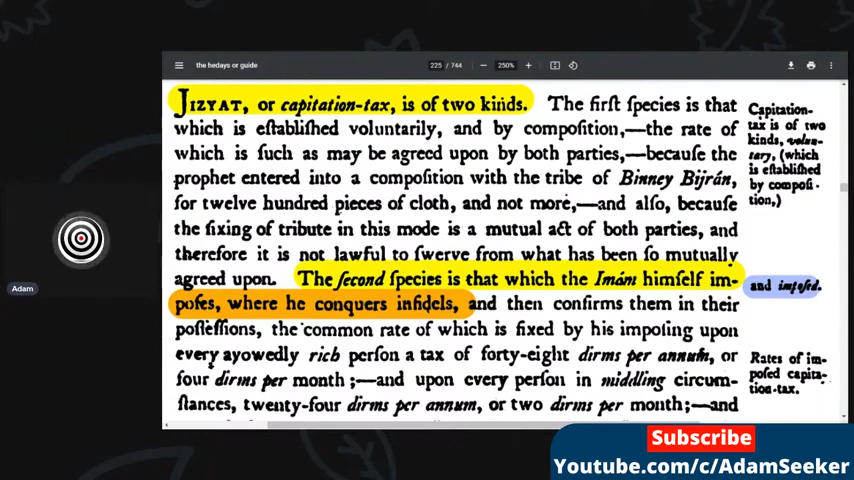 the hedays or guide
225 / 744
250%
JIZYAT, or capitation-tax, is of two kinds. The firſt ſpecies is that
which is eſtabliſhed voluntarily, and by compoſition,—the rate of
which is ſuch as may be agreed upon by both parties,—becauſe the
prophet entered into a compoſition with the tribe of Binney Bijrán,
for twelve hundred pieces of cloth, and not more,—and alſo, becauſe
the fixing of tribute in this mode is a mutual act of both parties, and
therefore it is not lawful to ſwerve from what has been ſo mutually
agreed upon. The ſecond ſpecies is that which the Imám himſelf im-
poſes, where he conquers infidels, and then confirms them in their
poſſeſſions, the common rate of which is fixed by his impoſing upon
every avowedly rich perſon a tax of forty-eight dirms per annum, or
four dirms per month;—and upon every perſon in middling circum-
ſtances, twenty-four dirms per annum, or two dirms per month;—and
Capitation-
tax is of two
kinds, volun-
tary, (which
is eſtabliſhed
by compoſi-
tion,)
and impoſed.
Rates of im-
poſed capita-
tion-tax.
Adam
Subscribe
Youtube.com/c/AdamSeeker